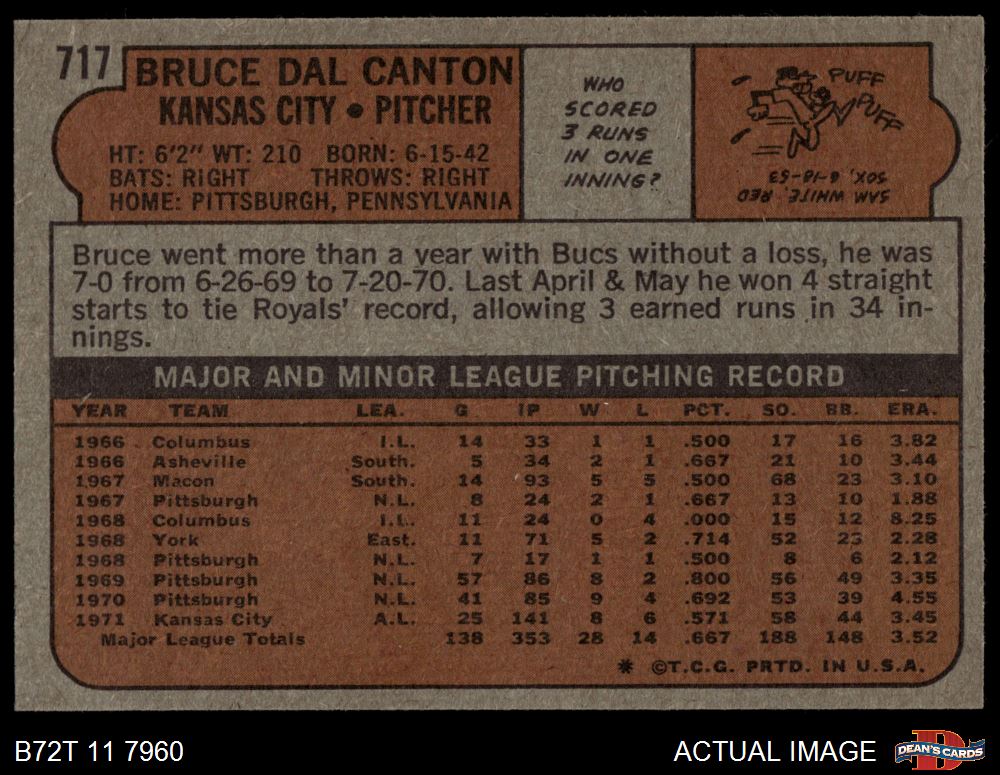 717
BRUCE DAL CANTON
KANSAS CITY • PITCHER
HT: 6'2" WT: 210 BORN: 6-15-42
BATS: RIGHT THROWS: RIGHT
HOME: PITTSBURGH, PENNSYLVANIA
WHO
SCORED
3 RUNS
IN ONE
INNING?
PUFF
PUFF
SAM WHITE, RED
SOX, 6-18-53
Bruce went more than a year with Bucs without a loss, he was
7-0 from 6-26-69 to 7-20-70. Last April & May he won 4 straight
starts to tie Royals' record, allowing 3 earned runs in 34 in-
nings.
MAJOR AND MINOR LEAGUE PITCHING RECORD
YEAR TEAM LEA. G IP W L PCT. SO. BB. ERA.
1966 Columbus I.L. 14 33 1 1 .500 17 16 3.82
1966 Asheville South. 5 34 2 1 .667 21 10 3.44
1967 Macon South. 14 93 5 5 .500 68 23 3.10
1967 Pittsburgh N.L. 8 24 2 1 .667 13 10 1.88
1968 Columbus I.L. 11 24 0 4 .000 15 12 8.25
1968 York East. 11 71 5 2 .714 52 23 2.28
1968 Pittsburgh N.L. 7 17 1 1 .500 8 6 2.12
1969 Pittsburgh N.L. 57 86 8 2 .800 56 49 3.35
1970 Pittsburgh N.L. 41 85 9 4 .692 53 39 4.55
1971 Kansas City A.L. 25 141 8 6 .571 58 44 3.45
Major League Totals 138 353 28 14 .667 188 148 3.52
* ©T.C.G. PRTD. IN U.S.A.
B72T 11 7960
ACTUAL IMAGE
DEAN'S CARDS